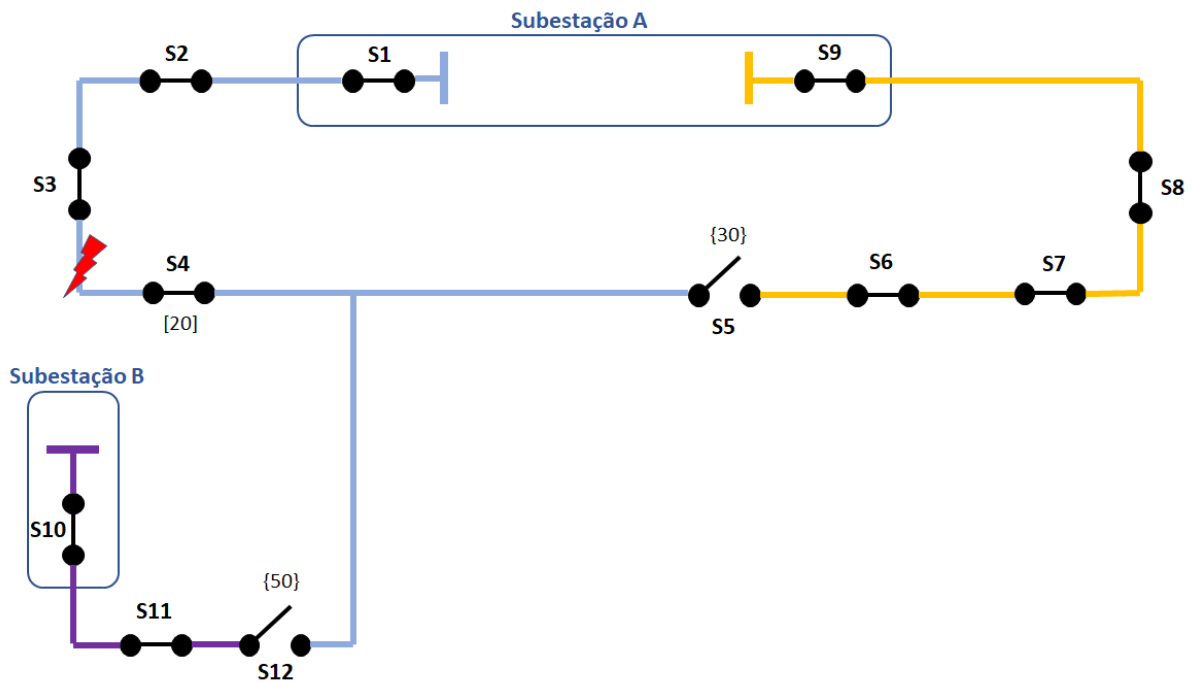 Subestação A
S2
S1
S9
S3
S8
{30}
S4
S6
S7
S5
[20]
Subestação B
S10
{50}
S11
S12